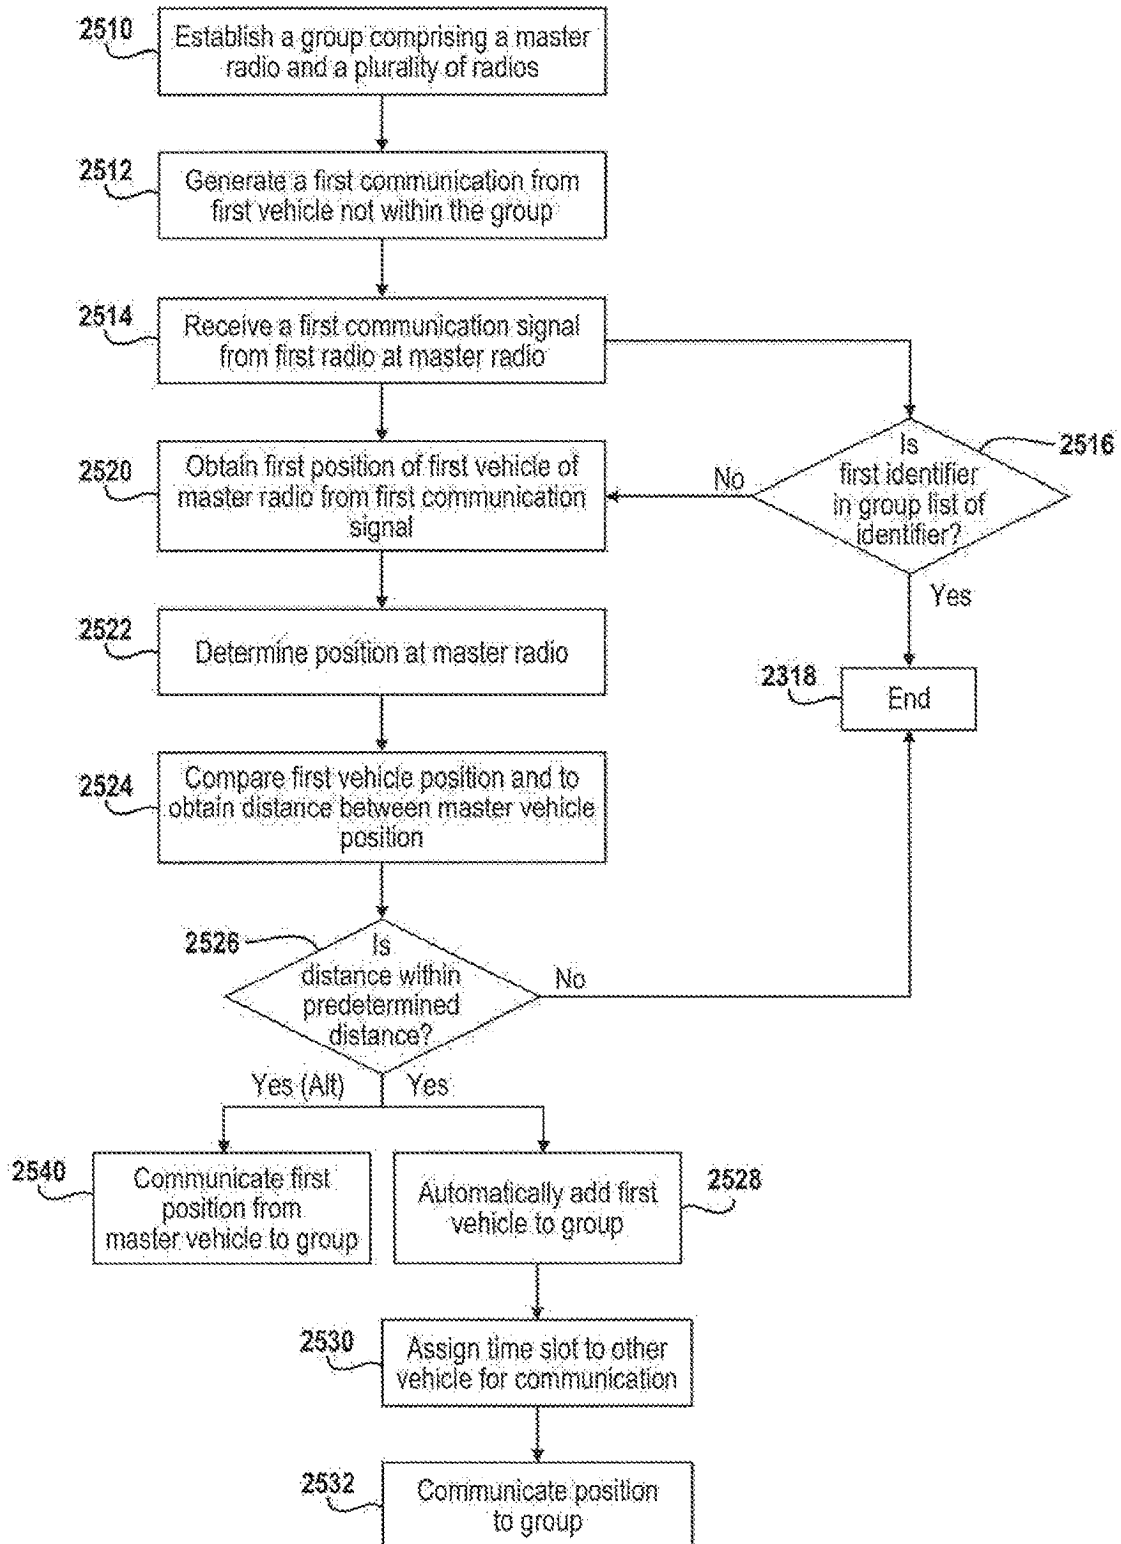 2510
Establish a group comprising a master
radio and a plurality of radios
2512
Generate a first communication from
first vehicle not within the group
2514
Receive a first communication signal
from first radio at master radio
2516
Is
first identifier
in group list of
identifier?
No
Yes
2520
Obtain first position of first vehicle of
master radio from first communication
signal
2522
Determine position at master radio
2318
End
2524
Compare first vehicle position and to
obtain distance between master vehicle
position
2526
Is
distance within
predetermined
distance?
No
Yes (Alt)
Yes
2540
Communicate first
position from
master vehicle to group
2528
Automatically add first
vehicle to group
2530
Assign time slot to other
vehicle for communication
2532
Communicate position
to group